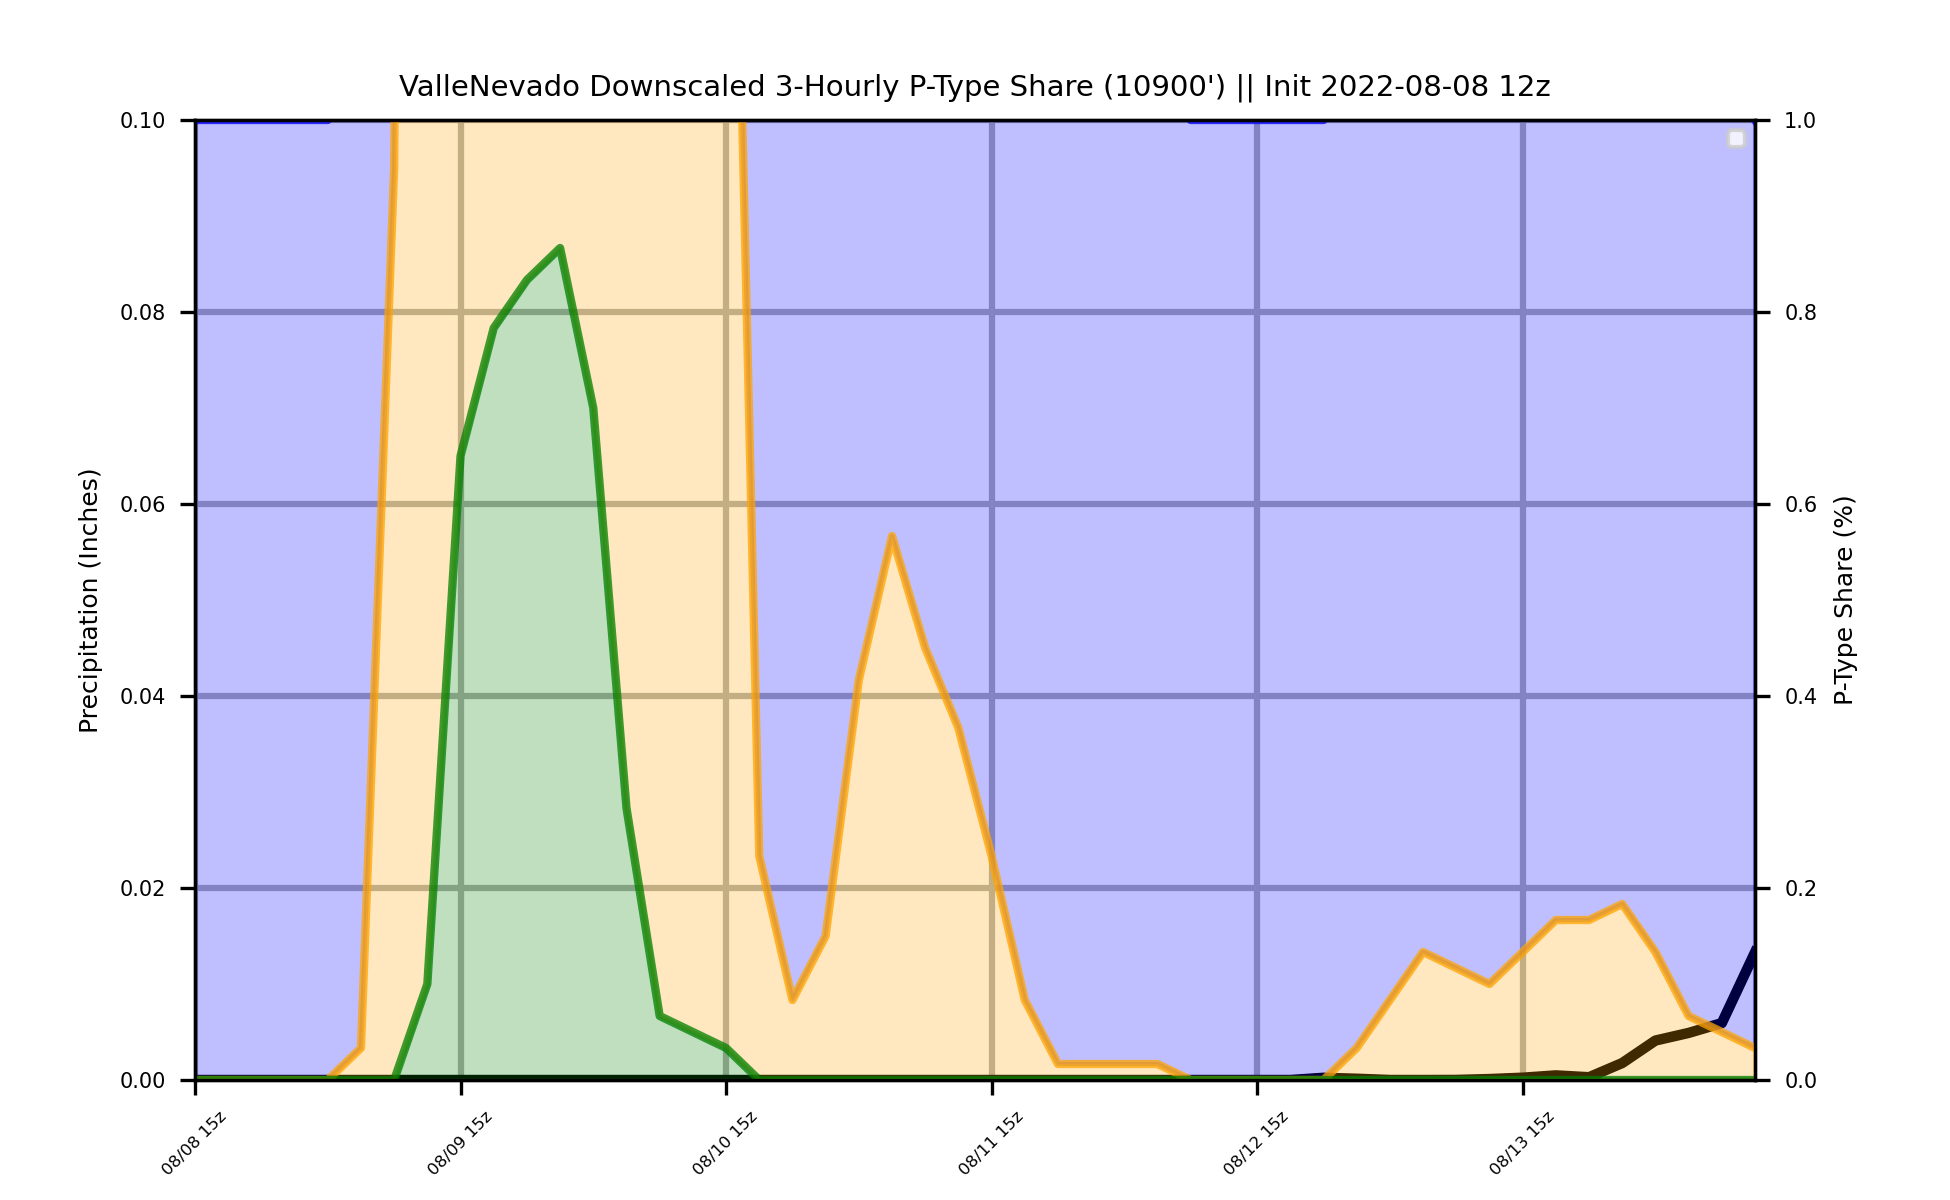 ValleNevado Downscaled 3-Hourly P-Type Share (10900') || Init 2022-08-08 12z
Precipitation (Inches)
0.10
0.08
0.06
0.04
0.02
0.00
1.0
0.8
0.6
0.4
0.2
0.0
P-Type Share (%)
08/08 15z
08/09 15z
08/10 15z
08/11 15z
08/12 15z
08/13 15z